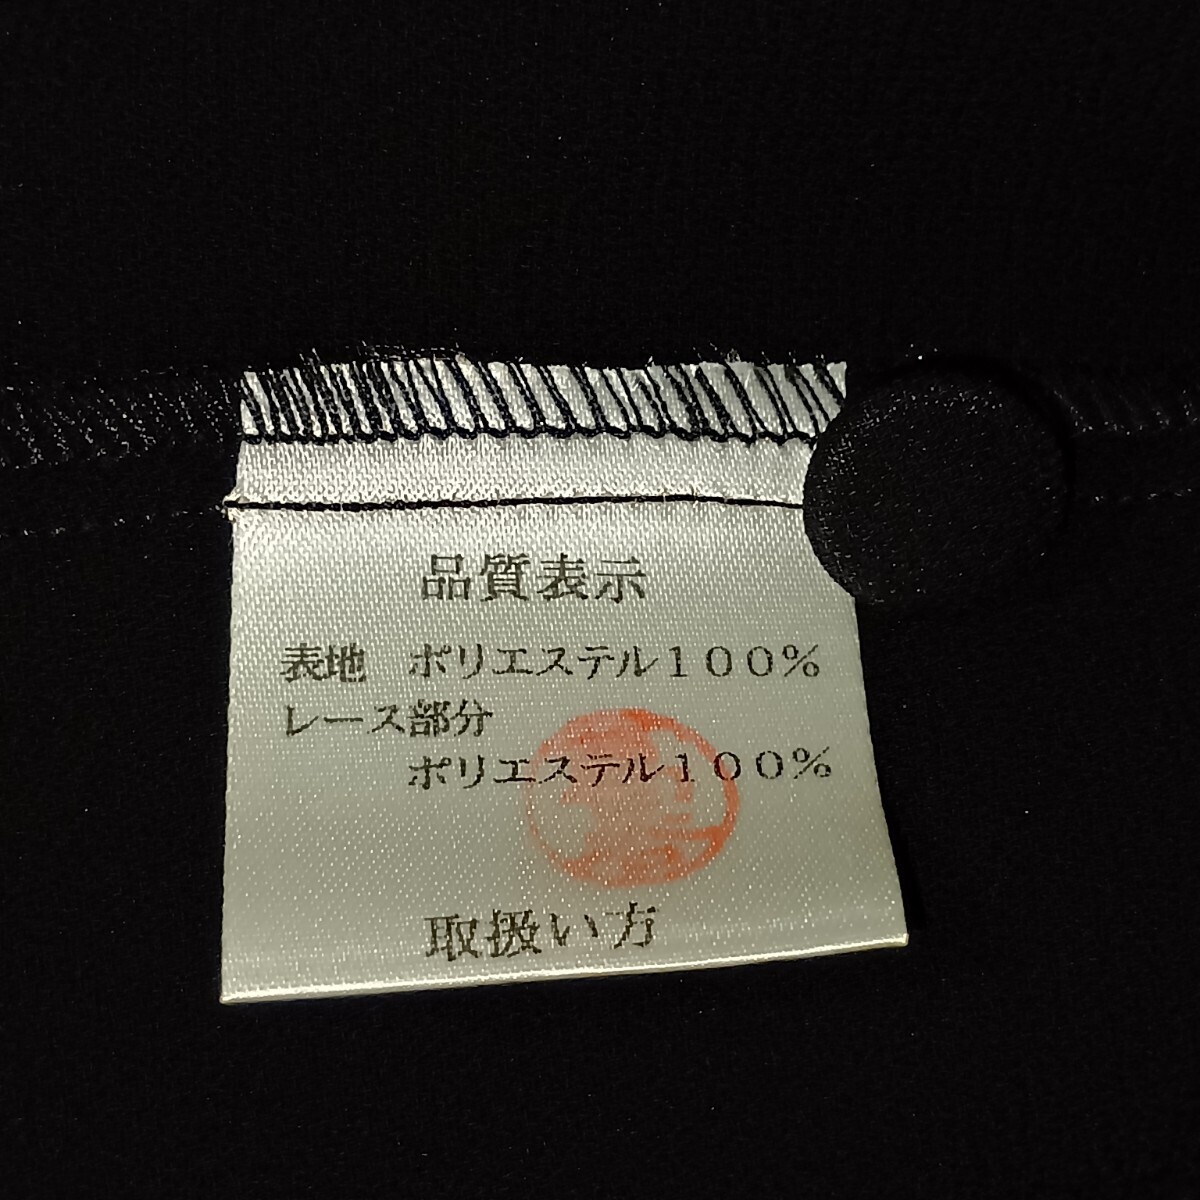 品質表示
表地　ポリエステル１００％
レース部分
ポリエステル１００％
取扱い方